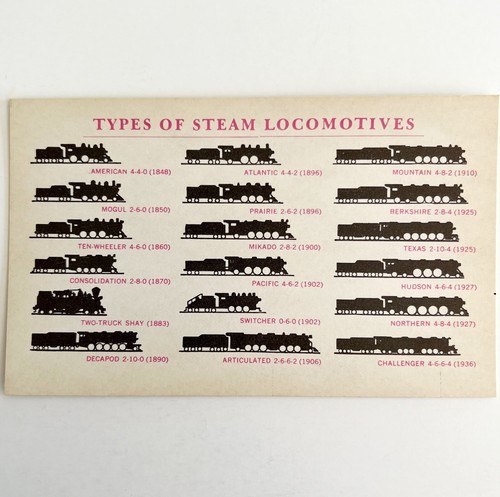 TYPES OF STEAM LOCOMOTIVES
AMERICAN 4-4-0 (1848)
MOGUL 2-6-0 (1850)
TEN-WHEELER 4-6-0 (1860)
CONSOLIDATION 2-8-0 (1870)
TWO-TRUCK SHAY (1883)
DECAPOD 2-10-0 (1890)
ATLANTIC 4-4-2 (1896)
PRAIRIE 2-6-2 (1896)
MIKADO 2-8-2 (1900)
PACIFIC 4-6-2 (1902)
SWITCHER 0-6-0 (1902)
ARTICULATED 2-6-6-2 (1906)
MOUNTAIN 4-8-2 (1910)
BERKSHIRE 2-8-4 (1925)
TEXAS 2-10-4 (1925)
HUDSON 4-6-4 (1927)
NORTHERN 4-8-4 (1927)
CHALLENGER 4-6-6-4 (1936)